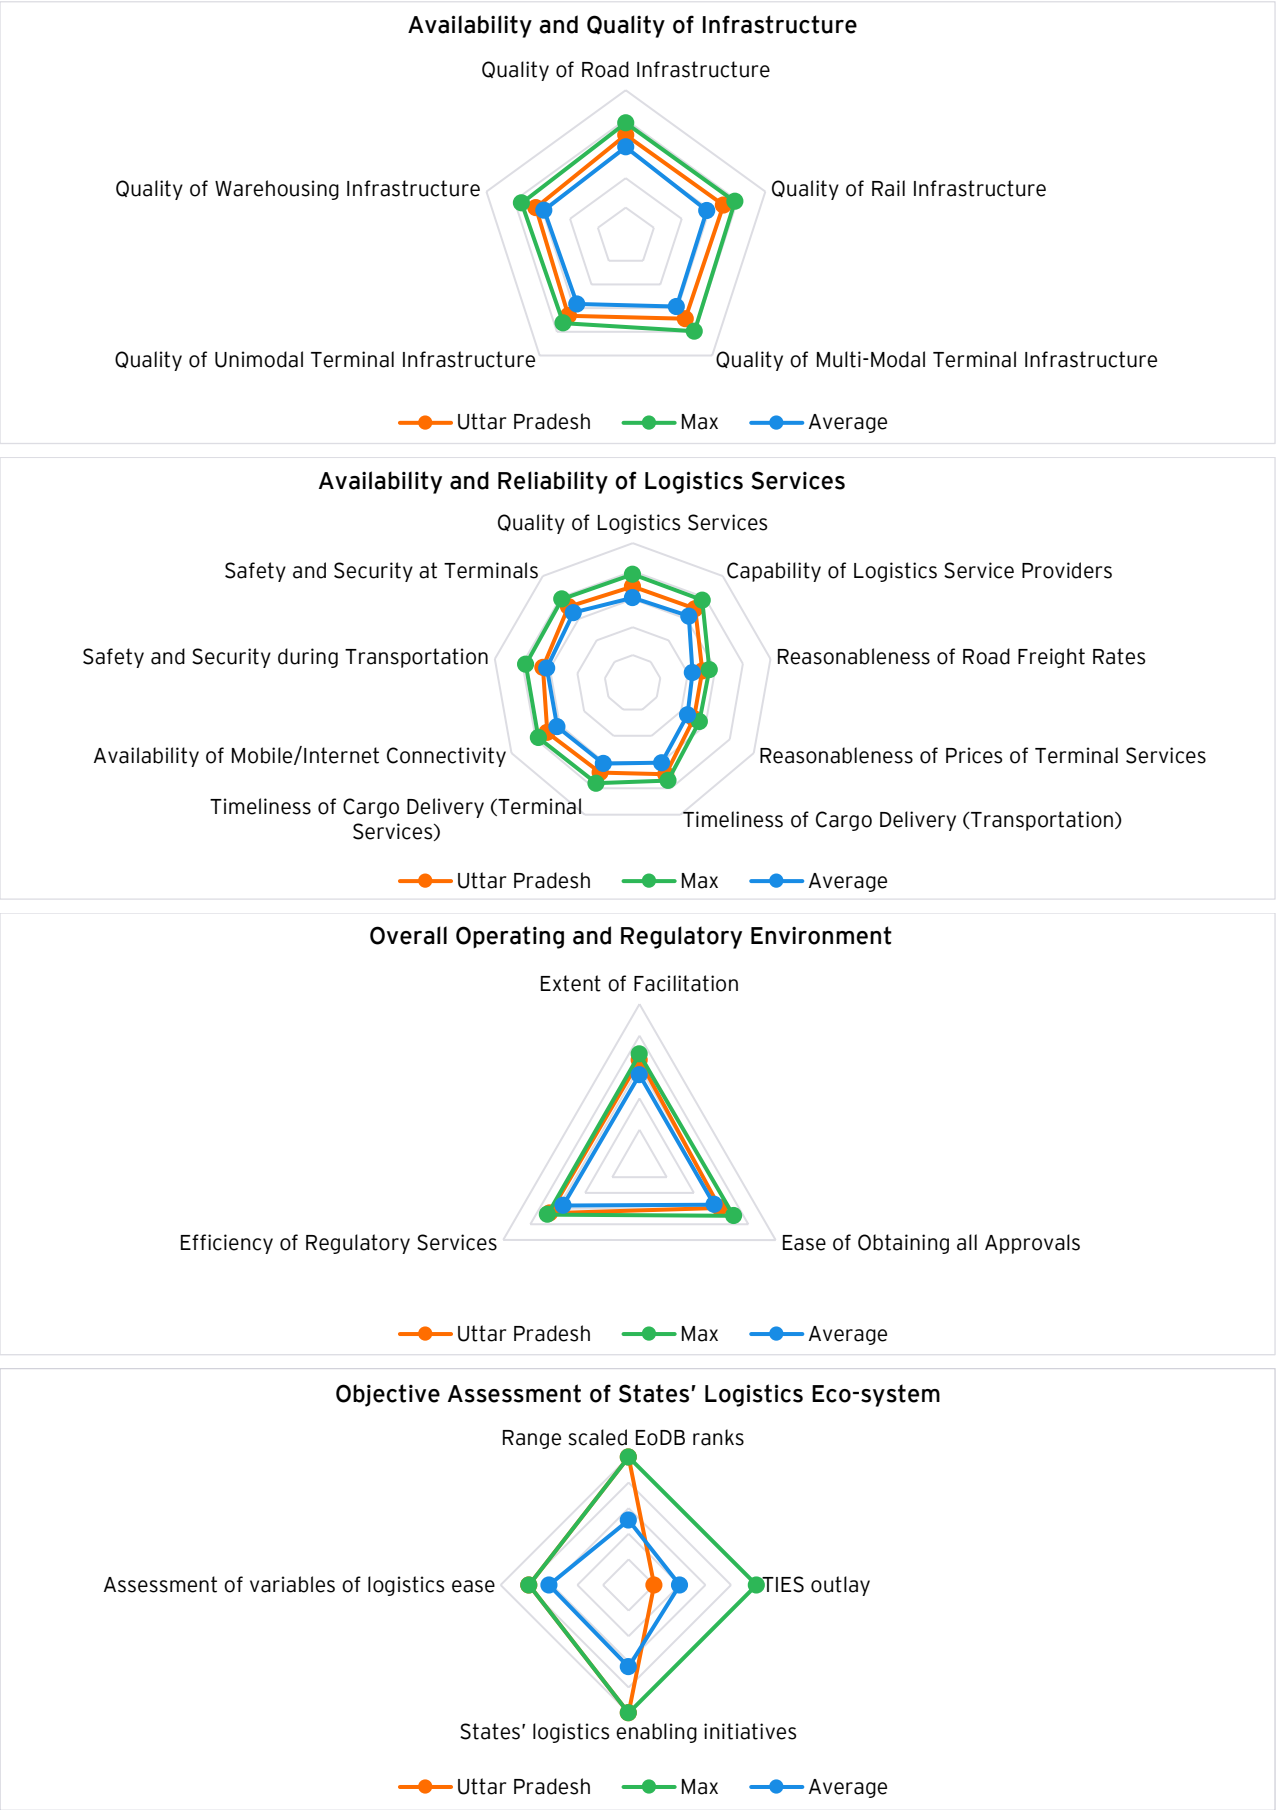 Availability and Quality of Infrastructure
Quality of Road Infrastructure
Quality of Warehousing Infrastructure
Quality of Rail Infrastructure
Quality of Unimodal Terminal Infrastructure
Quality of Multi-Modal Terminal Infrastructure
Uttar Pradesh Max Average
Availability and Reliability of Logistics Services
Quality of Logistics Services
Safety and Security at Terminals
Capability of Logistics Service Providers
Safety and Security during Transportation
Reasonableness of Road Freight Rates
Availability of Mobile/Internet Connectivity
Reasonableness of Prices of Terminal Services
Timeliness of Cargo Delivery (Terminal
Services)
Timeliness of Cargo Delivery (Transportation)
Uttar Pradesh Max Average
Overall Operating and Regulatory Environment
Extent of Facilitation
Efficiency of Regulatory Services
Ease of Obtaining all Approvals
Uttar Pradesh Max Average
Objective Assessment of States’ Logistics Eco-system
Range scaled EoDB ranks
Assessment of variables of logistics ease
TIES outlay
States’ logistics enabling initiatives
Uttar Pradesh Max Average